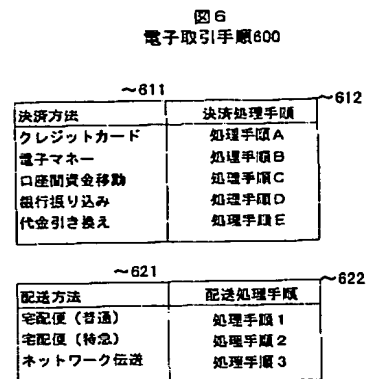 図6
電子取引手順600
~611
~612
決済方法 決済処理手順
クレジットカード 処理手順A
電子マネー 処理手順B
口座間資金移動 処理手順C
銀行振り込み 処理手順D
代金引き換え 処理手順E
~621
~622
配送方法 配送処理手順
宅配便（普通） 処理手順1
宅配便（特急） 処理手順2
ネットワーク伝送 処理手順3